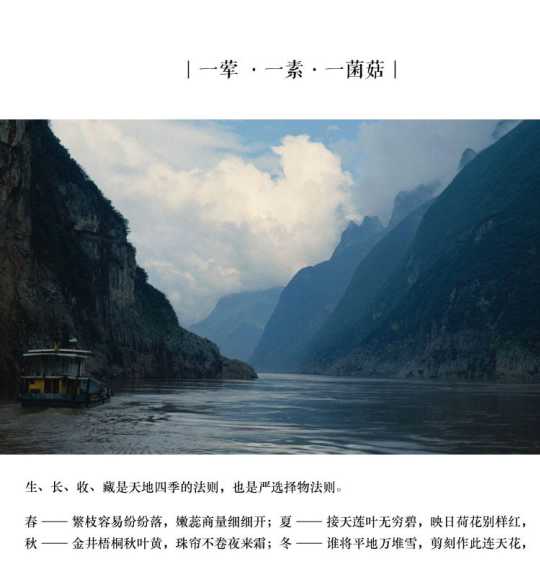 |一荤 · 一素 · 一菌菇|
生、长、收、藏是天地四季的法则，也是严选择物法则。
春 —— 繁枝容易纷纷落，嫩蕊商量细细开；夏 —— 接天莲叶无穷碧，映日荷花别样红，
秋 —— 金井梧桐秋叶黄，珠帘不卷夜来霜；冬 —— 谁将平地万堆雪，剪刻作此连天花，